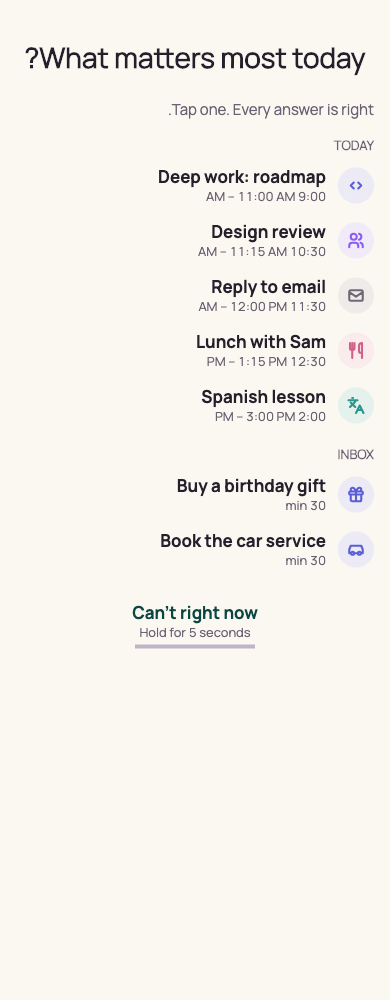 ?What matters most today
.Tap one. Every answer is right
TODAY
Deep work: roadmap
AM – 11:00 AM 9:00
Design review
AM – 11:15 AM 10:30
Reply to email
AM – 12:00 PM 11:30
Lunch with Sam
PM – 1:15 PM 12:30
Spanish lesson
PM – 3:00 PM 2:00
INBOX
Buy a birthday gift
min 30
Book the car service
min 30
Can't right now
Hold for 5 seconds